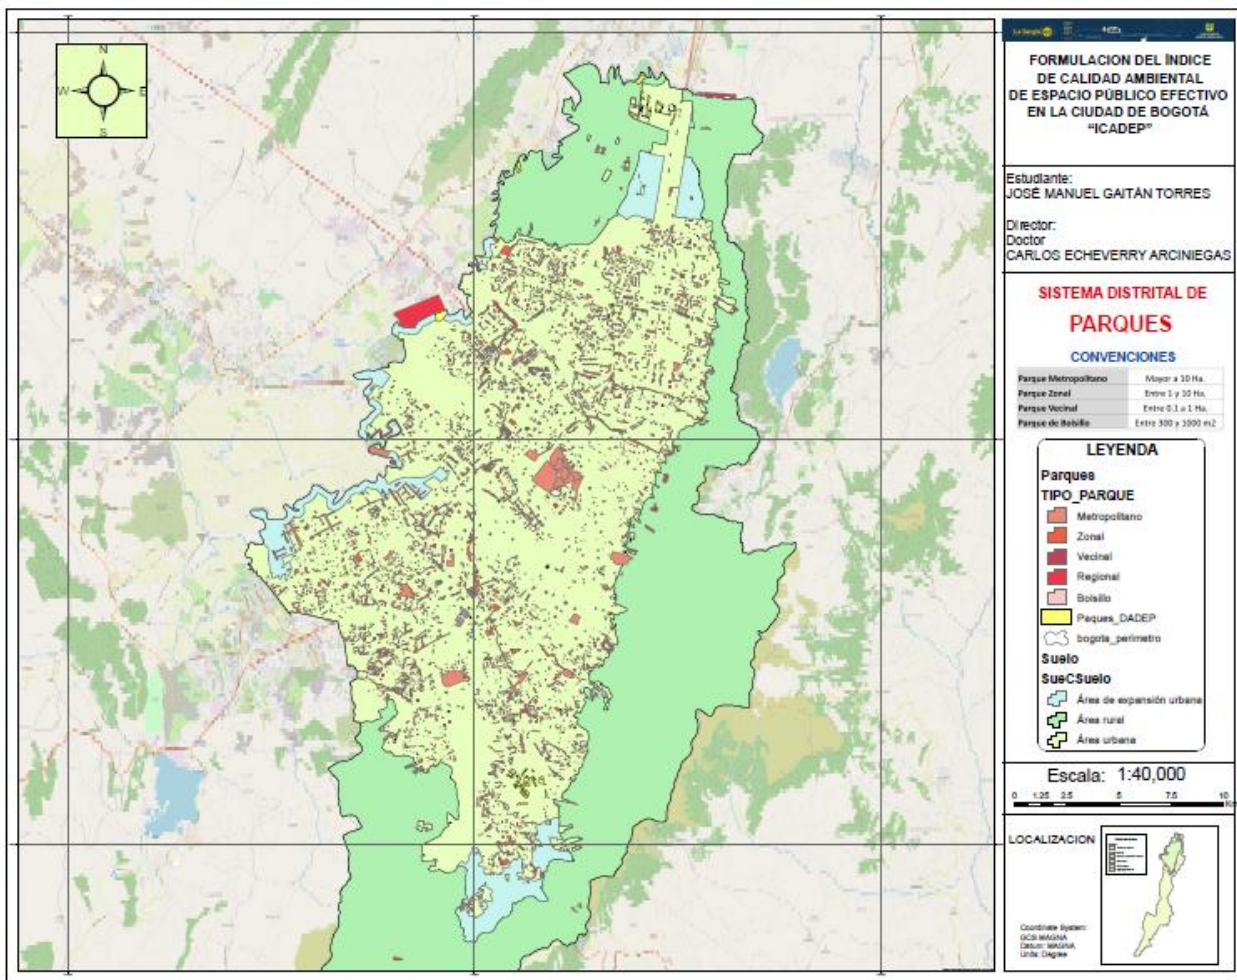 N
W
E
S
FORMULACION DEL ÍNDICE
DE CALIDAD AMBIENTAL
DE ESPACIO PÚBLICO EFECTIVO
EN LA CIUDAD DE BOGOTÁ
“ICADEP”
Estudiante:
JOSÉ MANUEL GAITÁN TORRES
Director:
Doctor
CARLOS ECHEVERRY ARCINIEGAS
SISTEMA DISTRITAL DE
PARQUES
CONVENCIONES
Parque Metropolitano Mayor a 10 Ha.
Parque Zonal Entre 1 y 10 Ha.
Parque Vecinal Entre 0.1 a 1 Ha.
Parque de Bolsillo Entre 300 y 1000 m2
LEYENDA
Parques
TIPO_PARQUE
Metropolitano
Zonal
Vecinal
Regional
Bolsillo
Paques_DADEP
bogota_perimetro
Suelo
SueCSuelo
Área de expansión urbana
Área rural
Área urbana
Escala: 1:40,000
0 1.25 2.5 5 7.5 10
Km
LOCALIZACION
Coordinate System:
GCS MAGNA
Datum: MAGNA
Units: Degree